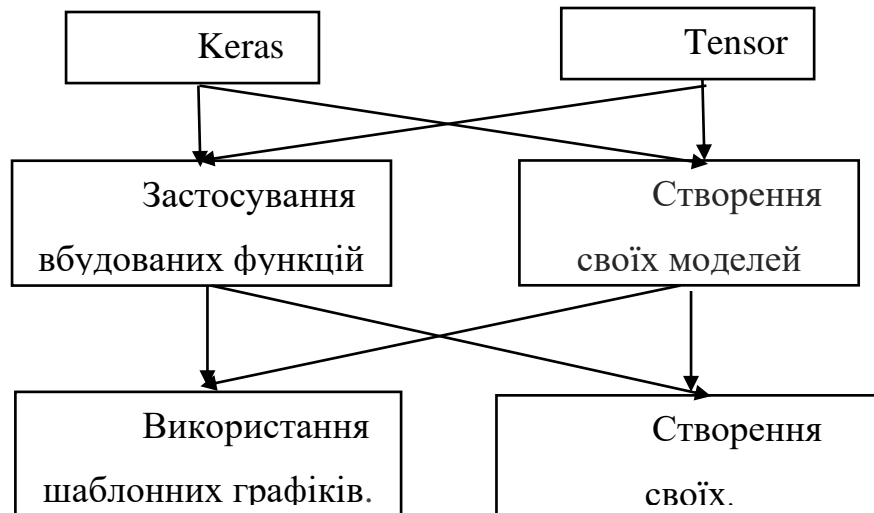 Keras
Tensor
Застосування
вбудованих функцій
Створення
своїх моделей
Використання
шаблонних графіків.
Створення
своїх.